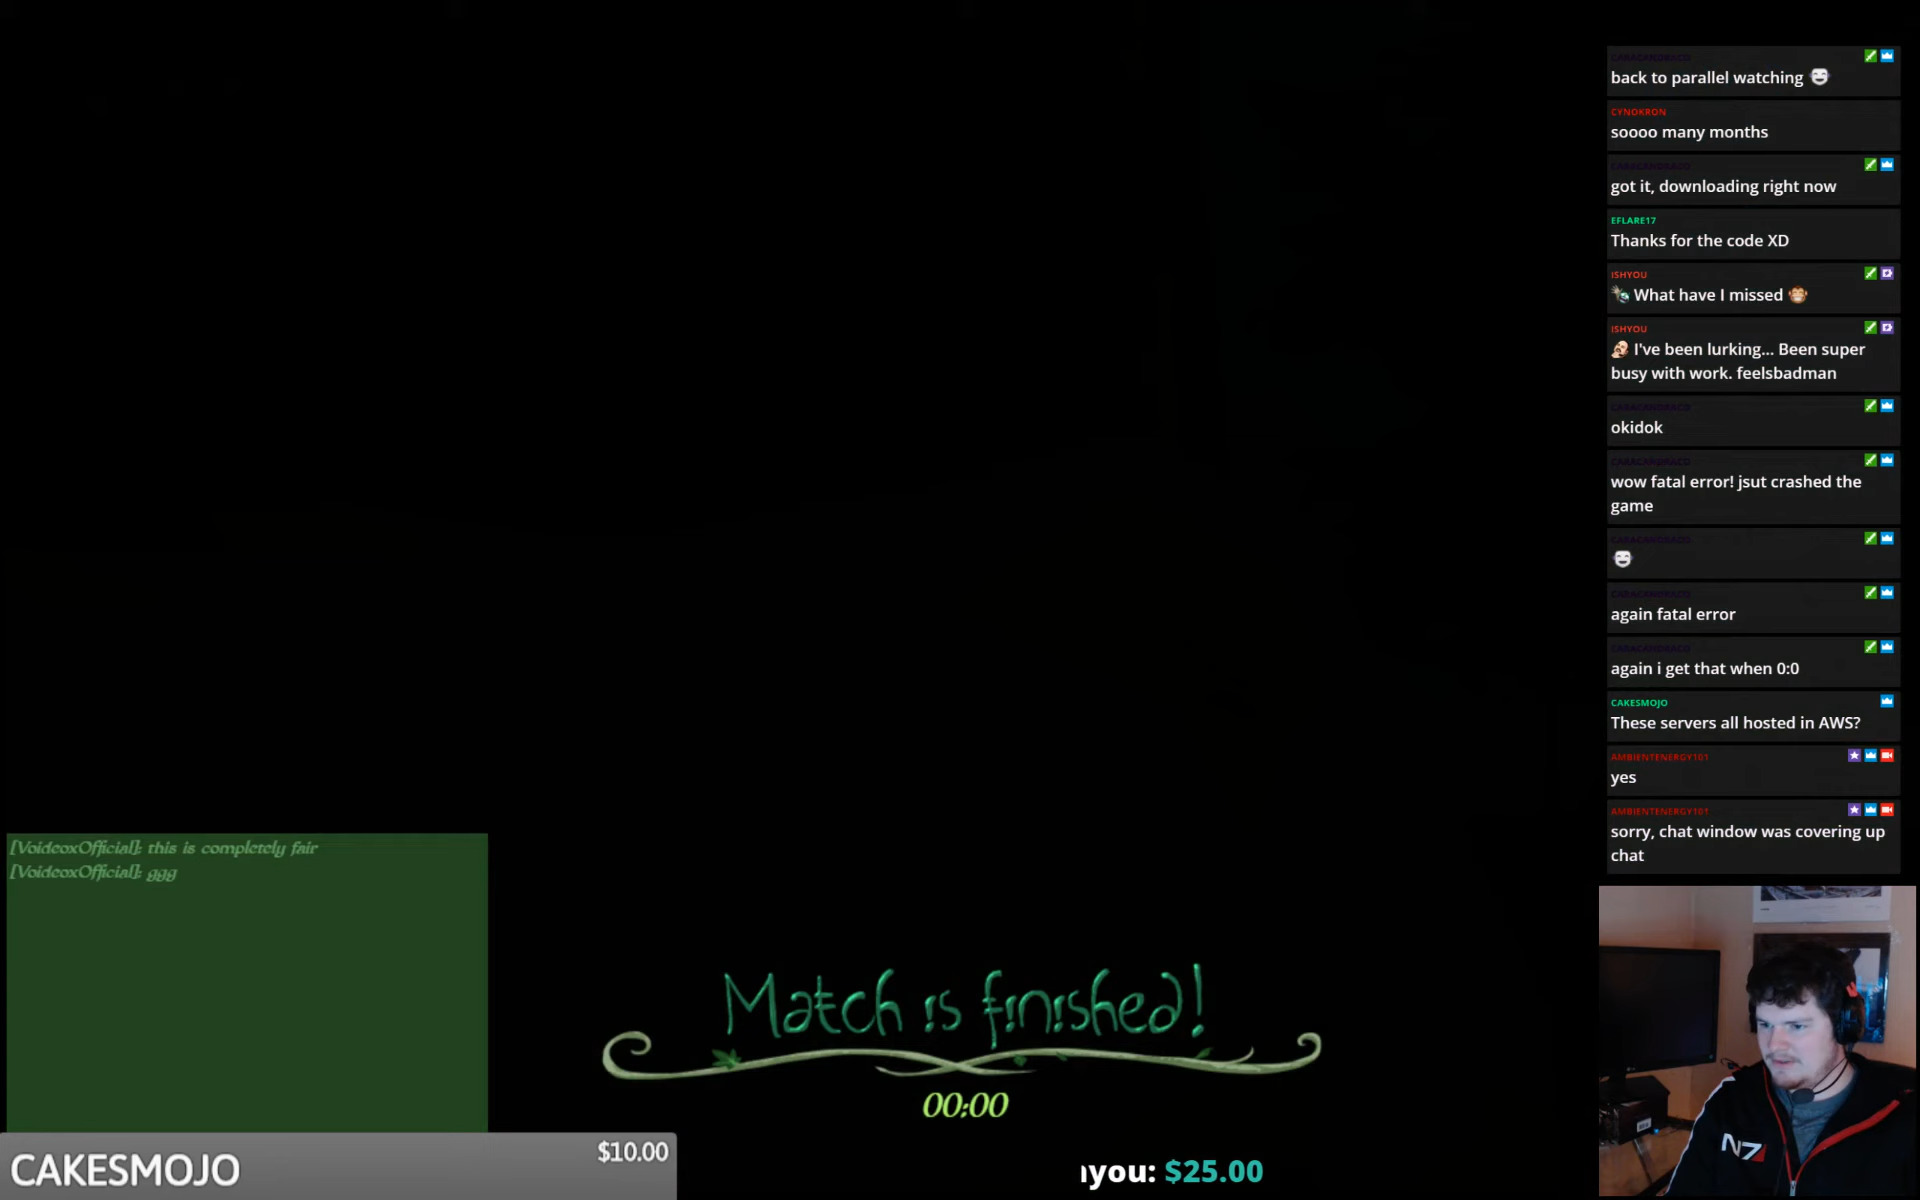 back to parallel watching
CYNOKRON
soooo many months
got it, downloading right now
EFLARE17
Thanks for the code XD
ISHYOU
What have I missed
ISHYOU
I've been lurking... Been super
busy with work. feelsbadman
okidok
wow fatal error! jsut crashed the
game
again fatal error
again i get that when 0:0
CAKESMOJO
These servers all hosted in AWS?
AMBIENTENERGY101
yes
AMBIENTENERGY101
sorry, chat window was covering up
chat
[VoideoxOfficial]: this is completely fair
[VoideoxOfficial]: ggg
Match is finished!
00:00
CAKESMOJO
$10.00
you: $25.00
N7